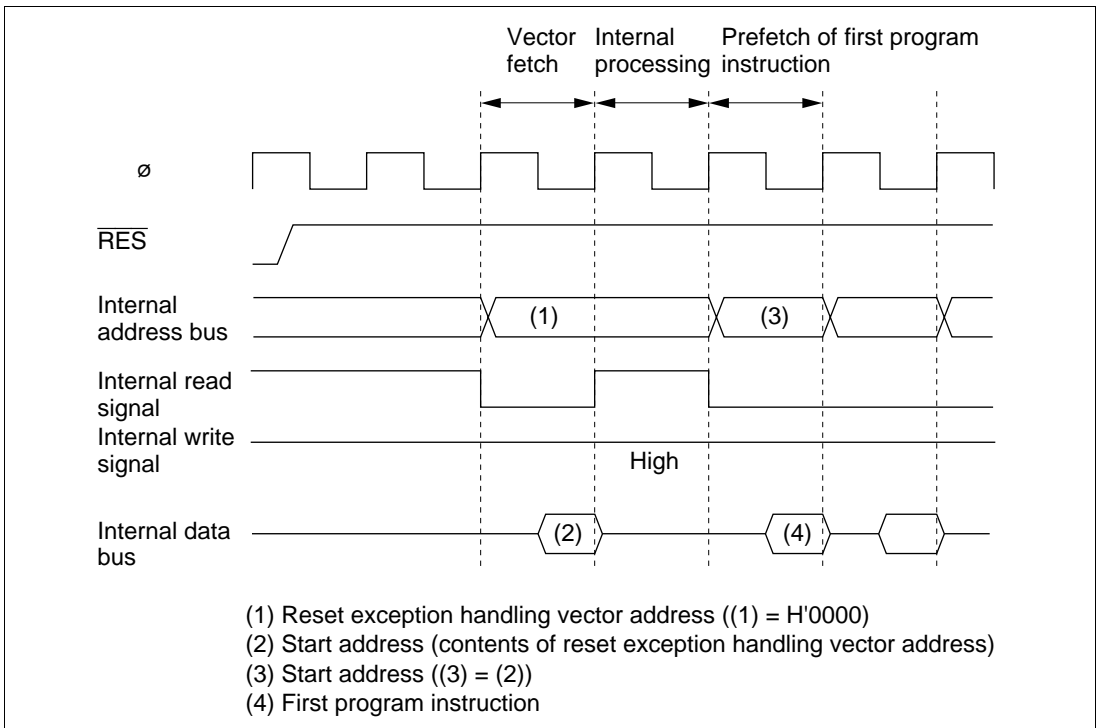 Vector fetch
Internal processing
Prefetch of first program instruction
ø
RES
Internal address bus
(1)
(3)
Internal read signal
Internal write signal
High
Internal data bus
(2)
(4)
(1) Reset exception handling vector address ((1) = H'0000)
(2) Start address (contents of reset exception handling vector address)
(3) Start address ((3) = (2))
(4) First program instruction